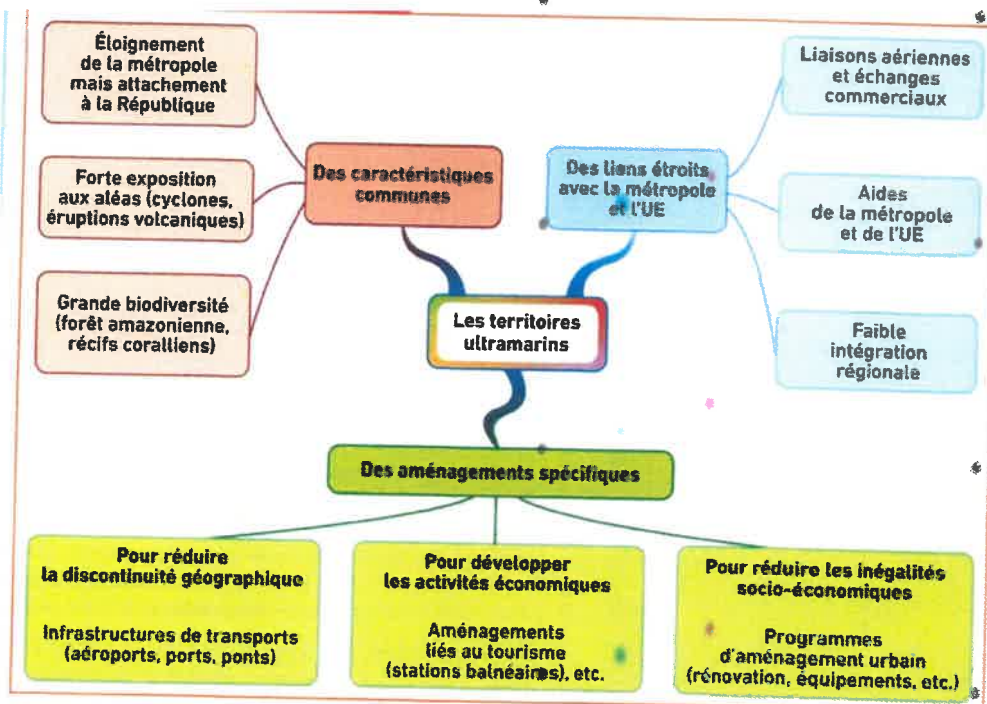 Éloignement
de la métropole
mais attachement
à la République
Forte exposition
aux aléas (cyclones,
éruptions volcaniques)
Grande biodiversité
(forêt amazonienne,
récifs coralliens)
Des caractéristiques
communes
Des liens étroits
avec la métropole
et l'UE
Liaisons aériennes
et échanges
commerciaux
Aides
de la métropole
et de l'UE
Faible
intégration
régionale
Les territoires
ultramarins
Des aménagements spécifiques
Pour réduire
la discontinuité géographique
Infrastructures de transports
(aéroports, ports, ponts)
Pour développer
les activités économiques
Aménagements
liés au tourisme
(stations balnéaires), etc.
Pour réduire les inégalités
socio-économiques
Programmes
d'aménagement urbain
(rénovation, équipements, etc.)